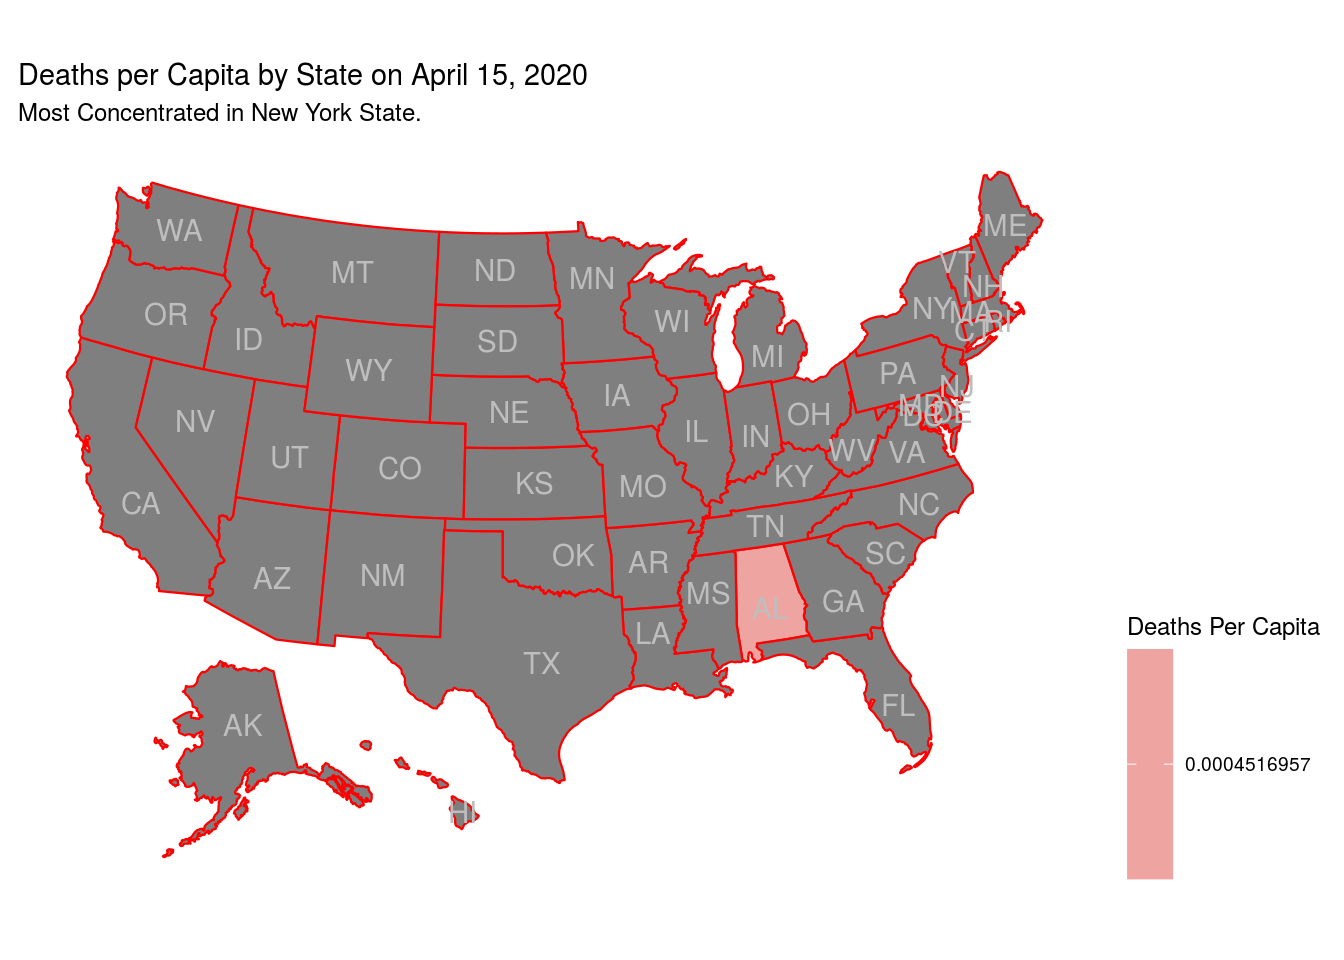 Deaths per Capita by State on April 15, 2020
Most Concentrated in New York State.
ME
WA
VT
MT
ND
MN
NH
NY
MA
RI
OR
WI
CT
ID
SD
MI
WY
PA
NJ
IA
MD
NE
OH
DC
DE
NV
IL
IN
WV
VA
UT
CO
KY
KS
MO
CA
NC
TN
OK
SC
AR
AZ
NM
MS
GA
AL
LA
TX
FL
AK
HI
Deaths Per Capita
0.0004516957